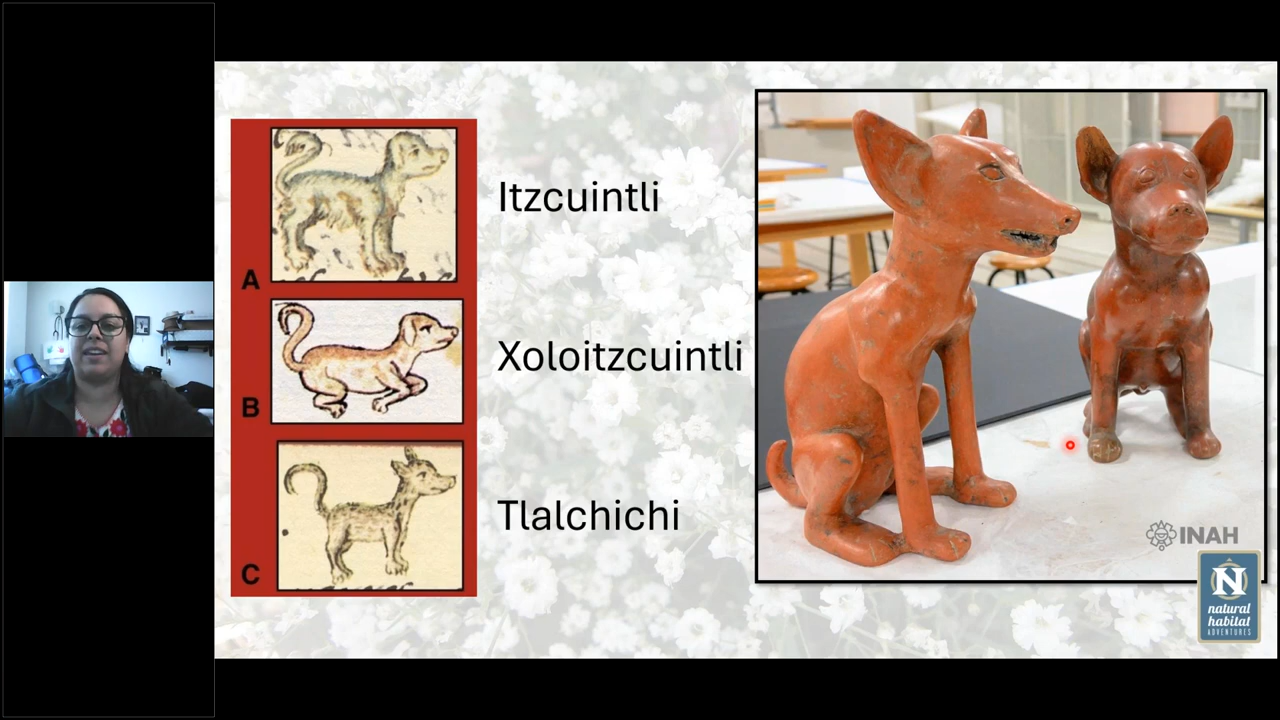 A
Itzcuintli
B
Xoloitzcuintli
C
Tlalchichi
INAH
N
natural
habitat
ADVENTURES